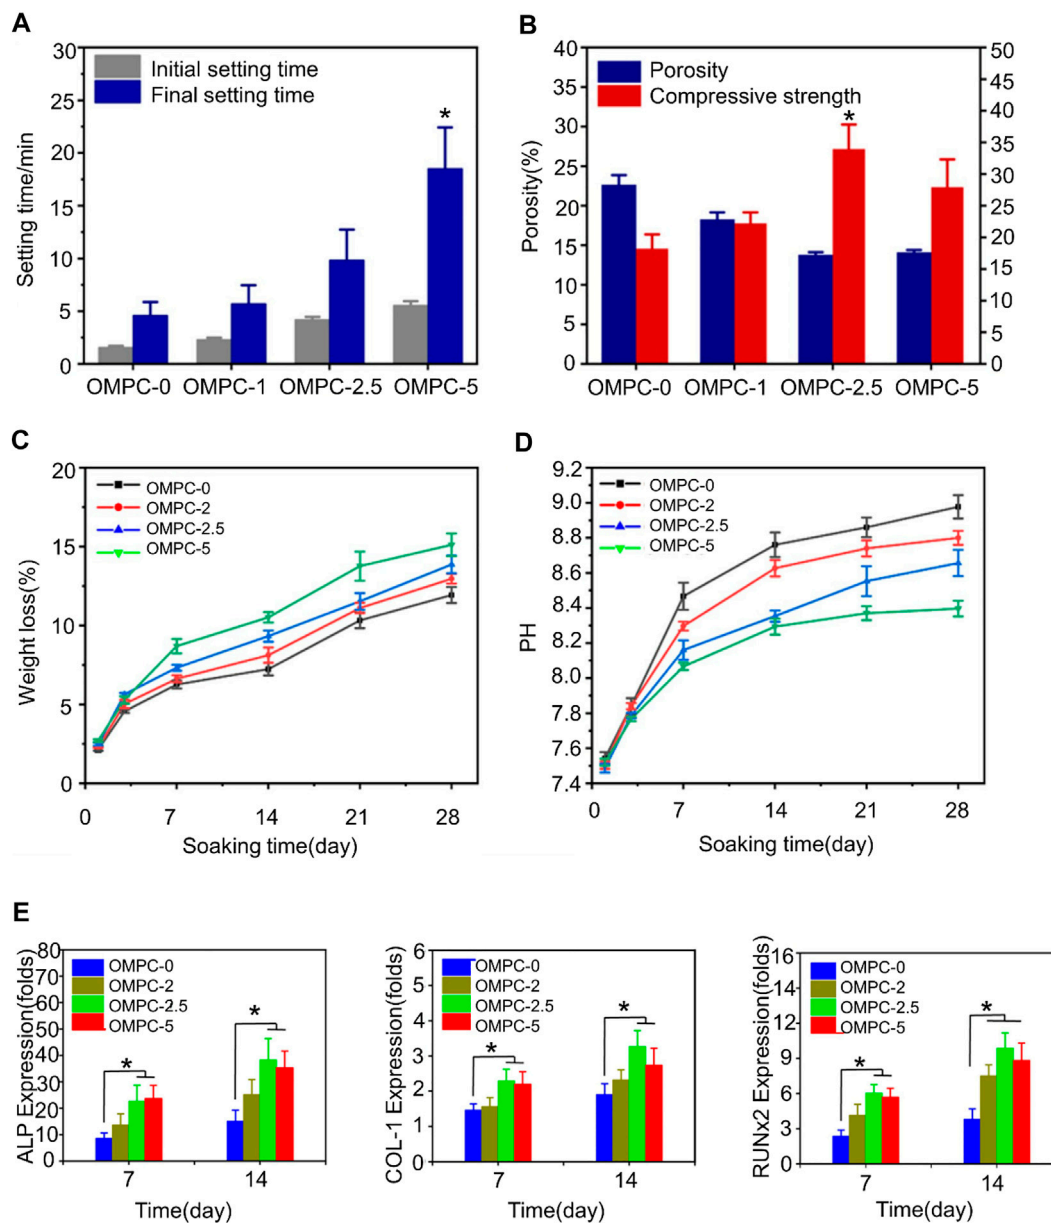 A
30
25
20
15
10
5
0
Setting time/min
Initial setting time
Final setting time
*
OMPC-0 OMPC-1 OMPC-2.5 OMPC-5
B
40
35
30
25
20
15
10
5
0
Porosity(%)
Porosity
Compressive strength
*
50
45
40
35
30
25
20
15
10
5
0
OMPC-0 OMPC-1 OMPC-2.5 OMPC-5
C
20
15
10
5
0
Weight loss(%)
OMPC-0
OMPC-2
OMPC-2.5
OMPC-5
0 7 14 21 28
Soaking time(day)
D
9.2
9.0
8.8
8.6
8.4
8.2
8.0
7.8
7.6
7.4
PH
OMPC-0
OMPC-2
OMPC-2.5
OMPC-5
0 7 14 21 28
Soaking time(day)
E
80
70
60
50
40
30
20
10
0
ALP Expression(folds)
OMPC-0
OMPC-2
OMPC-2.5
OMPC-5
* *
7 14
Time(day)
6
5
4
3
2
1
0
COL-1 Expression(folds)
OMPC-0
OMPC-2
OMPC-2.5
OMPC-5
* *
7 14
Time(day)
16
14
12
9
6
3
0
RUNx2 Expression(folds)
OMPC-0
OMPC-2
OMPC-2.5
OMPC-5
* *
7 14
Time(day)